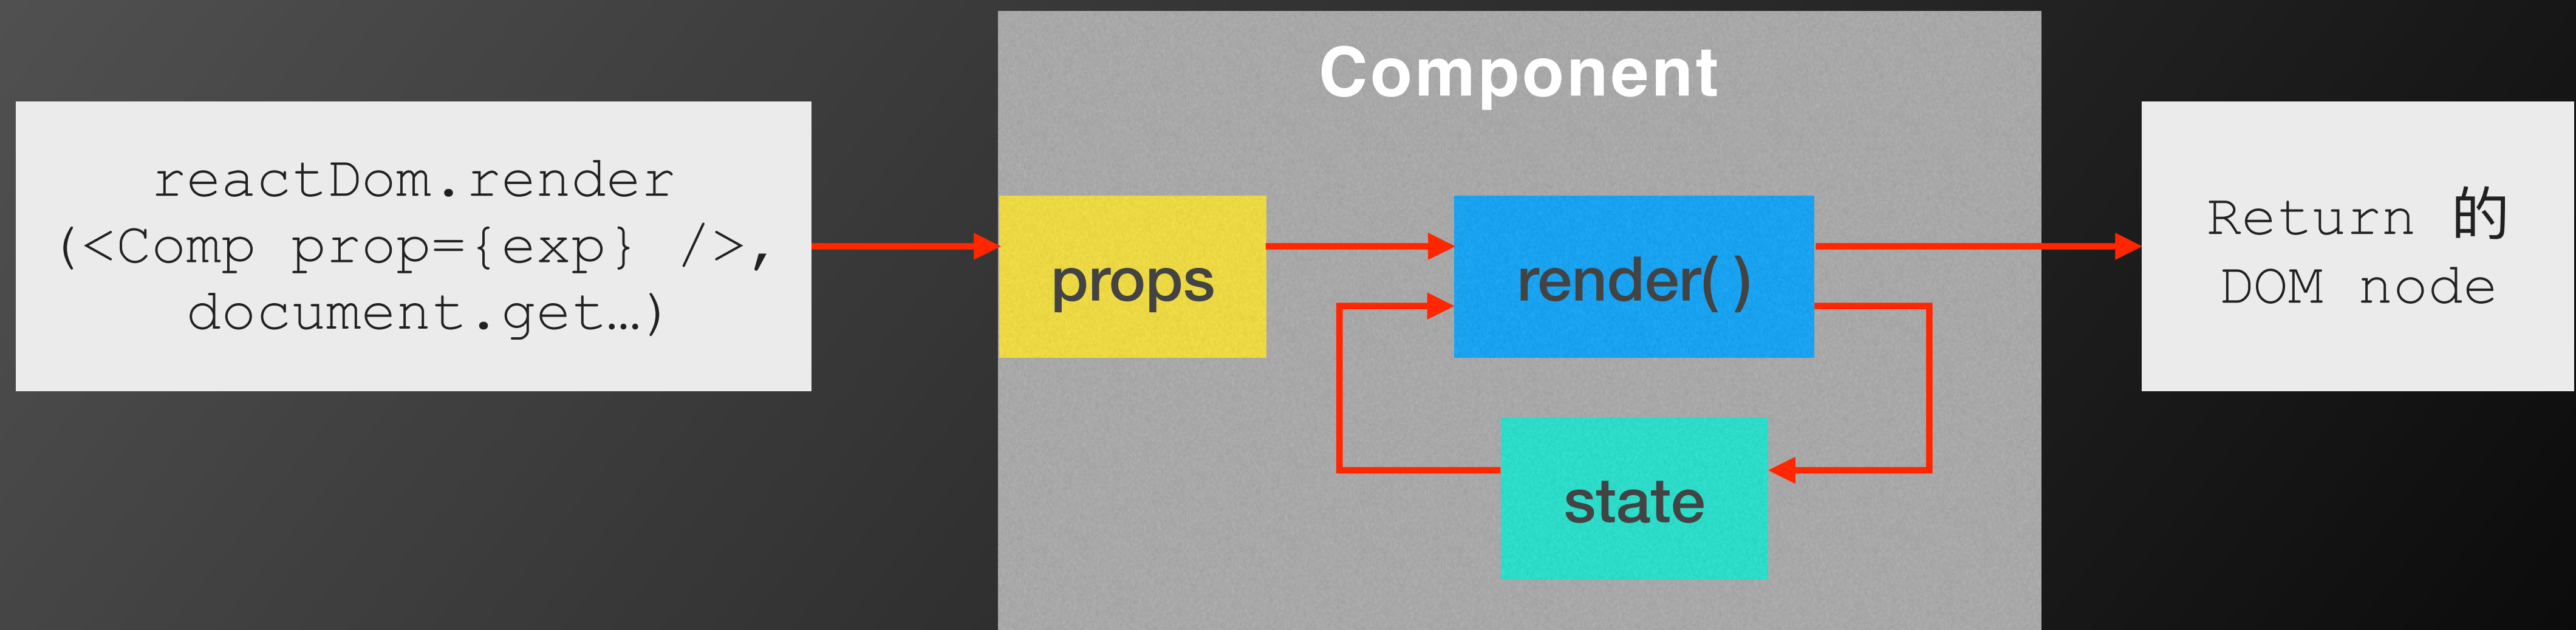 Component
reactDom.render
(<Comp prop={exp} />,
document.get…)
props
render( )
state
Return 的
DOM node